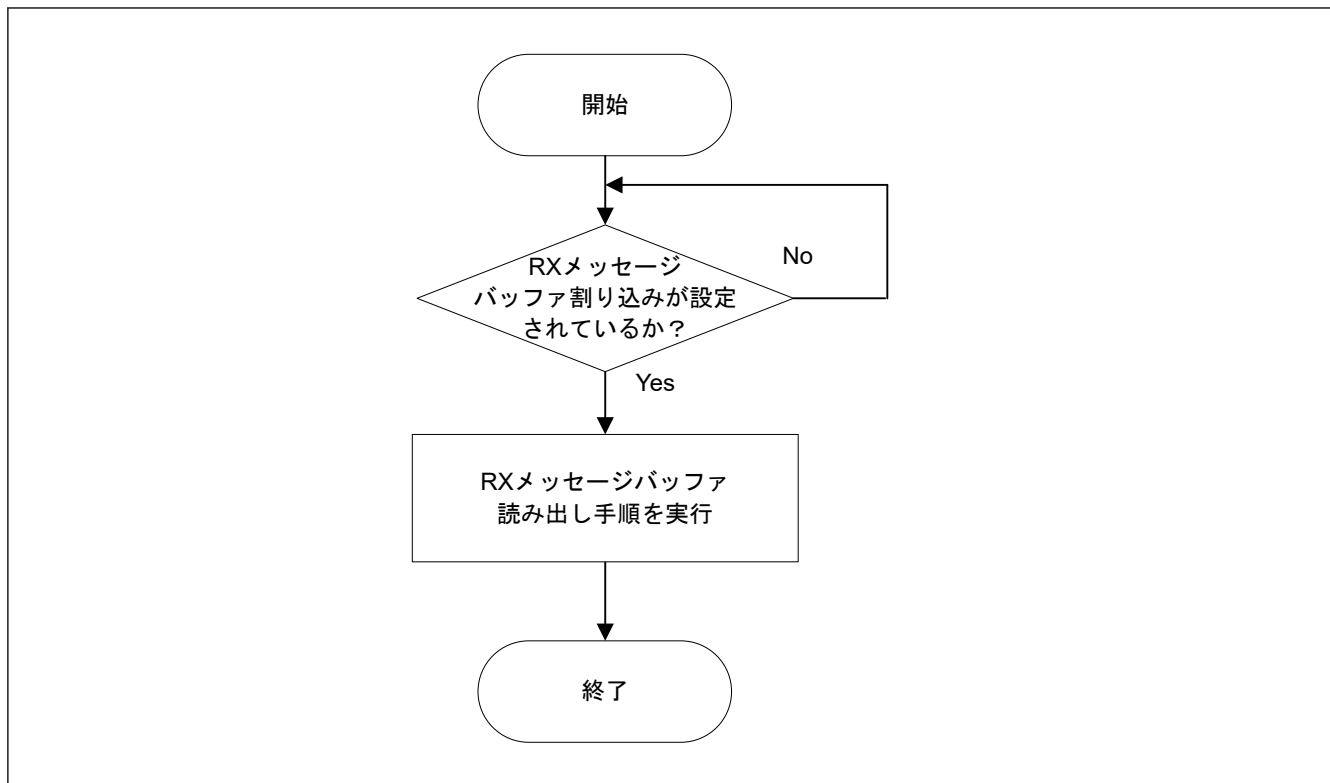 開始
RXメッセージ
バッファ割り込みが設定
されているか？
No
Yes
RXメッセージバッファ
読み出し手順を実行
終了